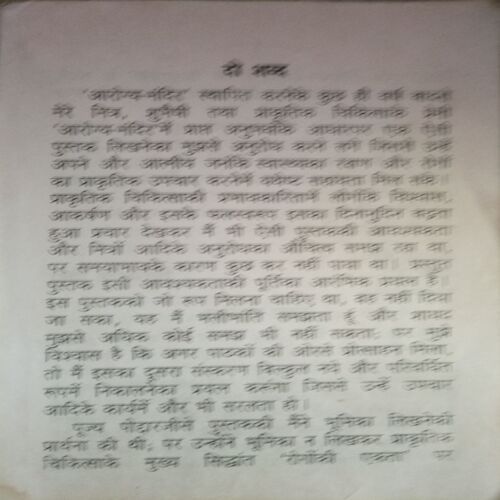 दो शब्द
'आरोग्य-मंदिर' स्थापित करनेके कुछ ही वर्षों बादसे
मेरे मित्र, शुभैषी तथा प्राकृतिक चिकित्साके प्रेमी
'आरोग्य-मंदिर'में प्राप्त अनुभवोंके आधारपर एक ऐसी
पुस्तक लिखनेका मुझसे अनुरोध करने लगे जिससे उन्हें
अपने और आत्मीय जनोंके स्वास्थ्यका रक्षण और रोगों
का प्राकृतिक उपचार करनेमें यथेष्ट सहायता मिल सके।
प्राकृतिक चिकित्साकी प्रभावकारितामें लोगोंके विश्वास,
आकर्षण और इसके फलस्वरूप इसका दिनानुदिन बढ़ता
हुआ प्रचार देखकर मैं भी ऐसी पुस्तककी आवश्यकता
और मित्रों आदिके अनुरोधका औचित्य समझ रहा था,
पर समयाभावके कारण कुछ कर नहीं पाया था। प्रस्तुत
पुस्तक इसी आवश्यकताकी पूर्तिका आरंभिक प्रयत्न है।
इस पुस्तकको जो रूप मिलना चाहिए था, वह नहीं दिया
जा सका, यह मैं भलीभाँति समझता हूं और शायद
मुझसे अधिक कोई समझ भी नहीं सकता; पर मुझे
विश्वास है कि अगर पाठकों की ओरसे प्रोत्साहन मिला,
तो मैं इसका दूसरा संस्करण बिल्कुल नये और परिवर्धित
रूपमें निकालनेका प्रयत्न करूंगा जिससे उन्हें उपचार
आदिके कार्यमें और भी सरलता हो।
पूज्य पोद्दारजीसे पुस्तककी मैंने भूमिका लिखनेकी
प्रार्थना की थी; पर उन्होंने भूमिका न लिखकर प्राकृतिक
चिकित्साके मुख्य सिद्धांत 'रोगोंकी एकता' पर